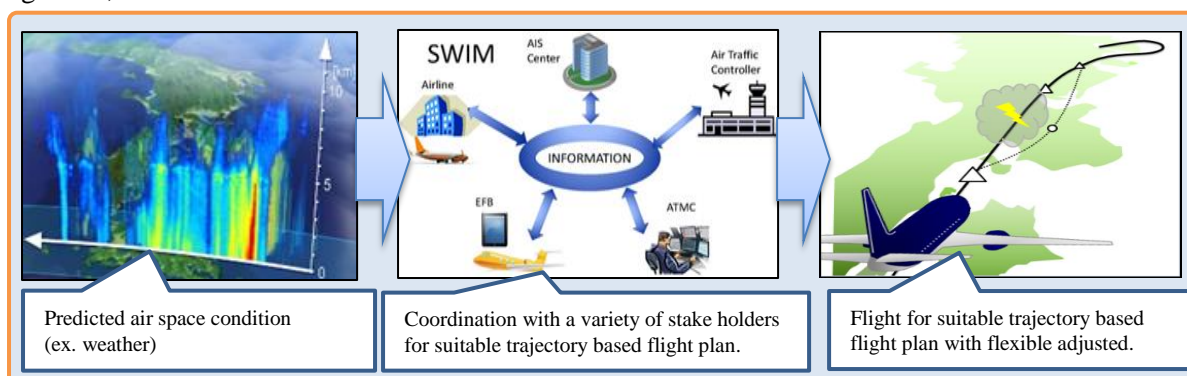 [km]
10
5
0
SWIM
AIS
Center
Air Traffic
Controller
Airline
INFORMATION
EFB
ATMC
Predicted air space condition
(ex. weather)
Coordination with a variety of stake holders
for suitable trajectory based flight plan.
Flight for suitable trajectory based
flight plan with flexible adjusted.